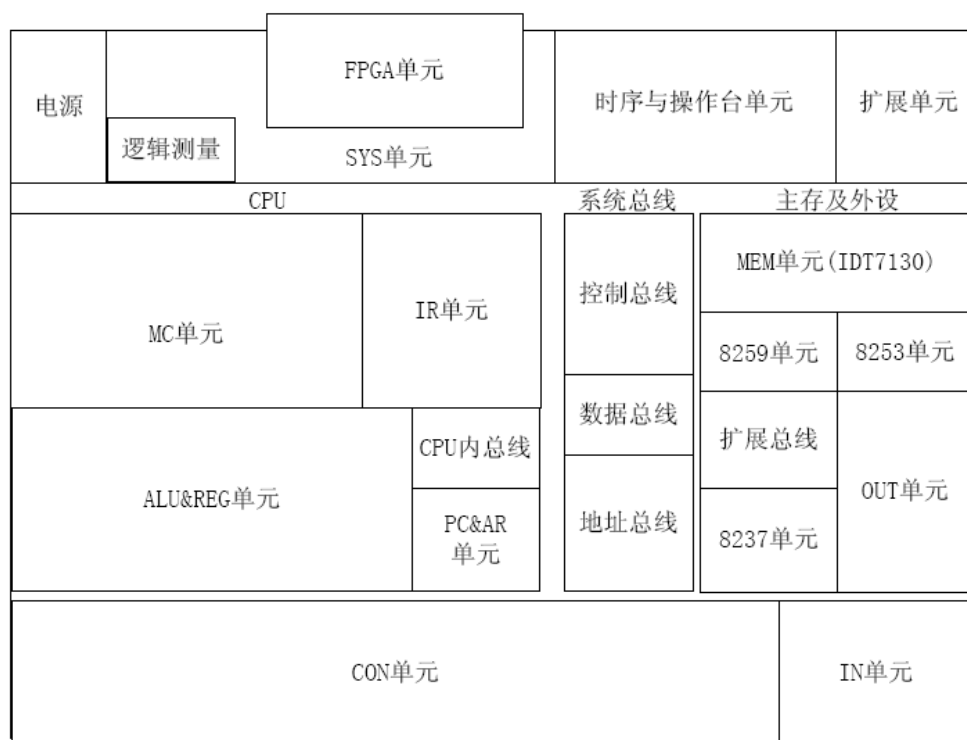 FPGA单元
电源
时序与操作台单元
扩展单元
逻辑测量
SYS单元
CPU
系统总线
主存及外设
MC单元
IR单元
控制总线
MEM单元(IDT7130)
8259单元
8253单元
ALU&REG单元
CPU内总线
数据总线
扩展总线
OUT单元
PC&AR
单元
地址总线
8237单元
CON单元
IN单元